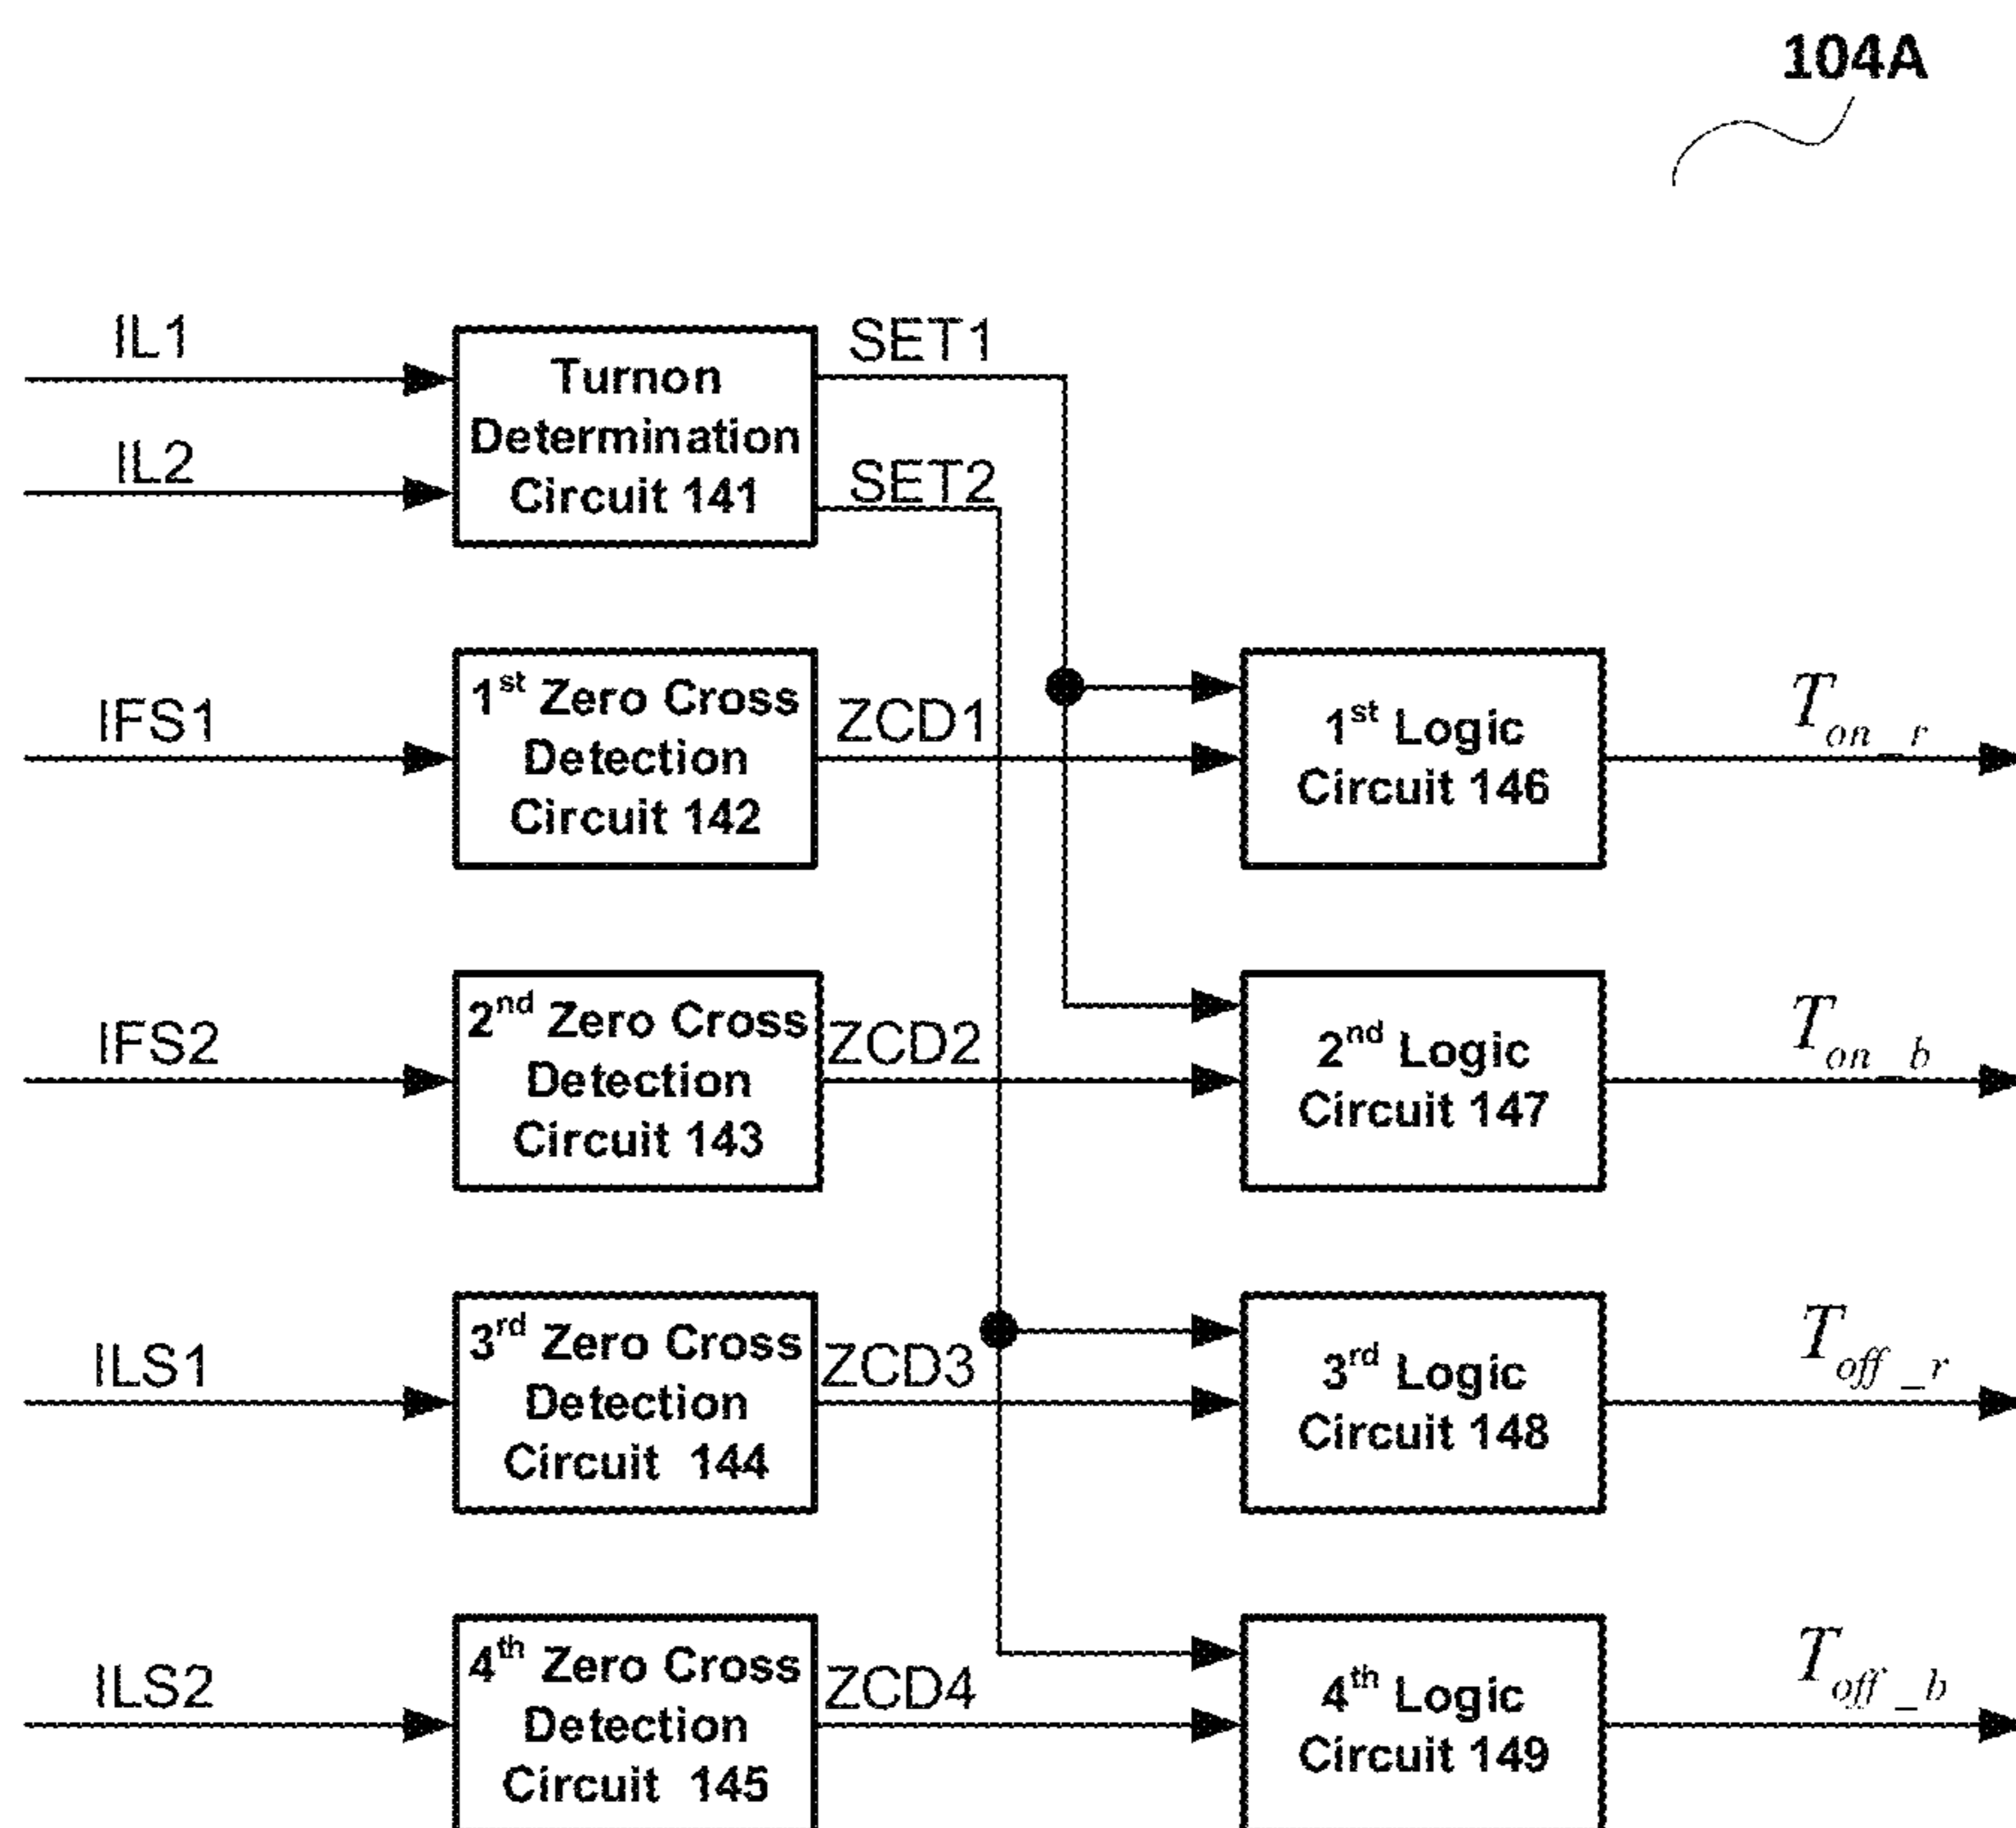 104A
IL1
IL2
Turnon
Determination
Circuit 141
SET1
SET2
IFS1
1st Zero Cross
Detection
Circuit 142
ZCD1
1st Logic
Circuit 146
Ton_r
IFS2
2nd Zero Cross
Detection
Circuit 143
ZCD2
2nd Logic
Circuit 147
Ton_b
ILS1
3rd Zero Cross
Detection
Circuit 144
ZCD3
3rd Logic
Circuit 148
Toff_r
ILS2
4th Zero Cross
Detection
Circuit 145
ZCD4
4th Logic
Circuit 149
Toff_b